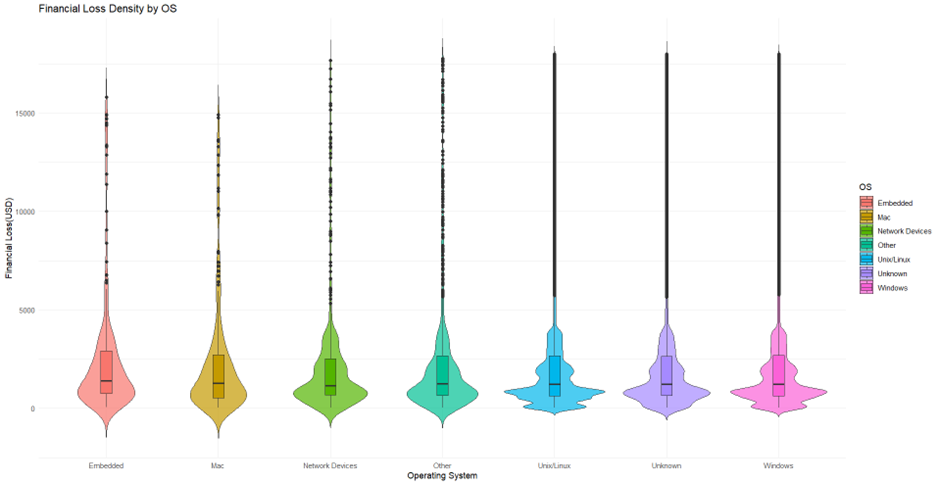 Financial Loss Density by OS
15000
10000
5000
0
Financial Loss(USD)
Embedded
Mac
Network Devices
Other
Unix/Linux
Unknown
Windows
Operating System
OS
Embedded
Mac
Network Devices
Other
Unix/Linux
Unknown
Windows